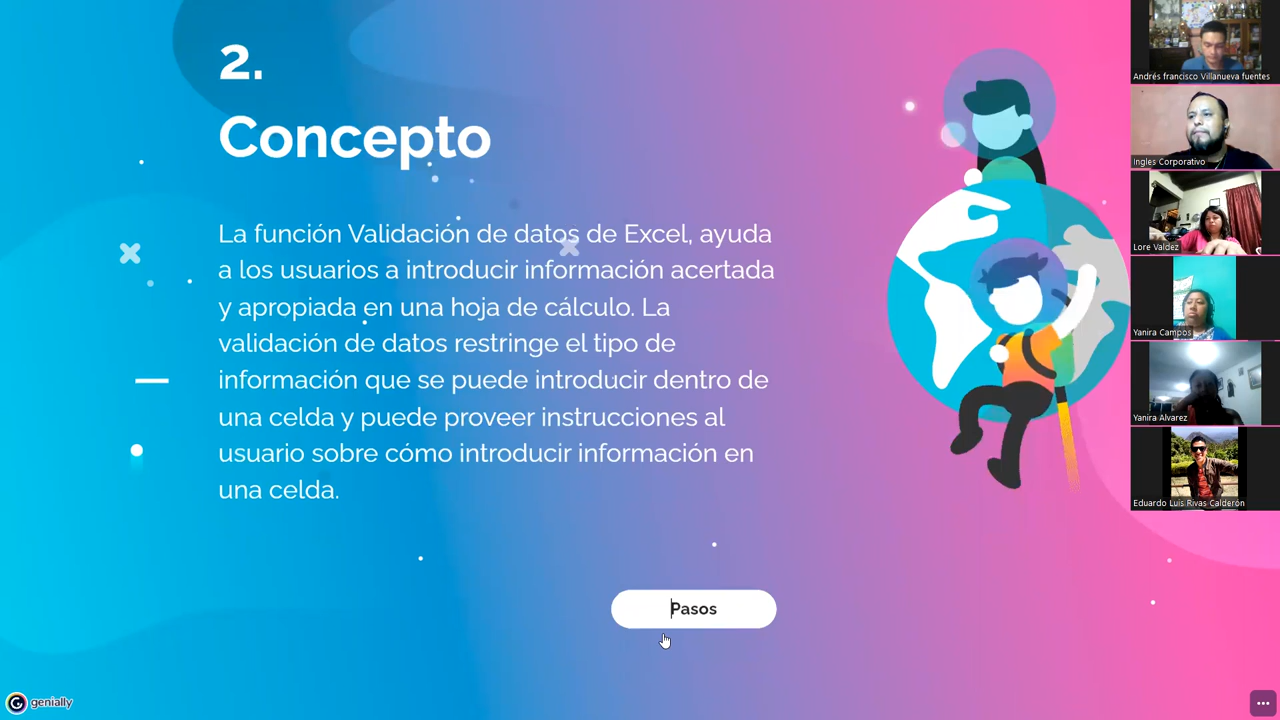 2.
Concepto
La función Validación de datos de Excel, ayuda
a los usuarios a introducir información acertada
y apropiada en una hoja de cálculo. La
validación de datos restringe el tipo de
información que se puede introducir dentro de
una celda y puede proveer instrucciones al
usuario sobre cómo introducir información en
una celda.
Pasos
genially
Andrés francisco Villanueva fuentes
Ingles Corporativo
Lore Valdez
Yanira Campos
Yanira Alvarez
Eduardo Luis Rivas Calderón